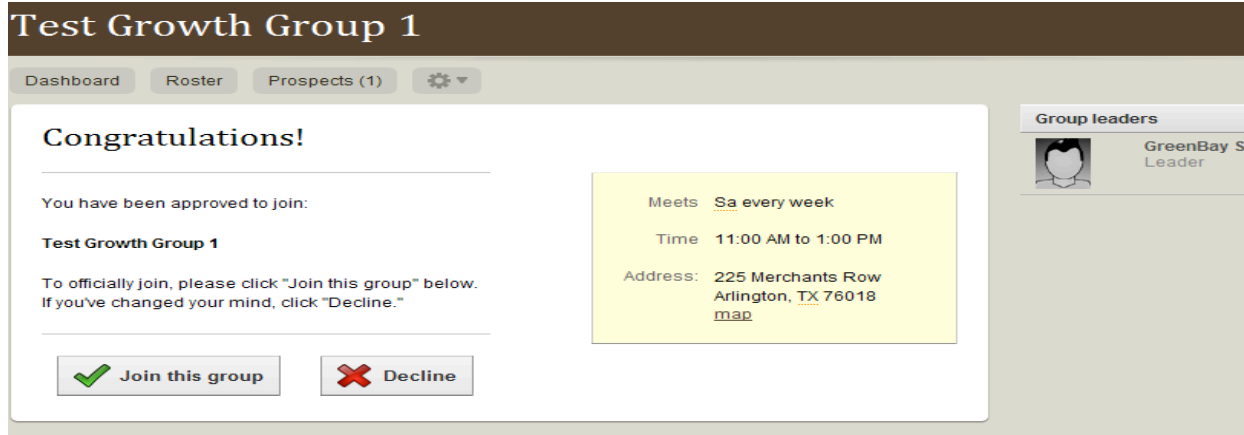 Test Growth Group 1
Dashboard Roster Prospects (1)
Congratulations!
You have been approved to join:
Test Growth Group 1
To officially join, please click "Join this group" below.
If you've changed your mind, click "Decline."
Join this group Decline
Meets Sa every week
Time 11:00 AM to 1:00 PM
Address: 225 Merchants Row
Arlington, TX 76018
map
Group leaders
GreenBay S
Leader